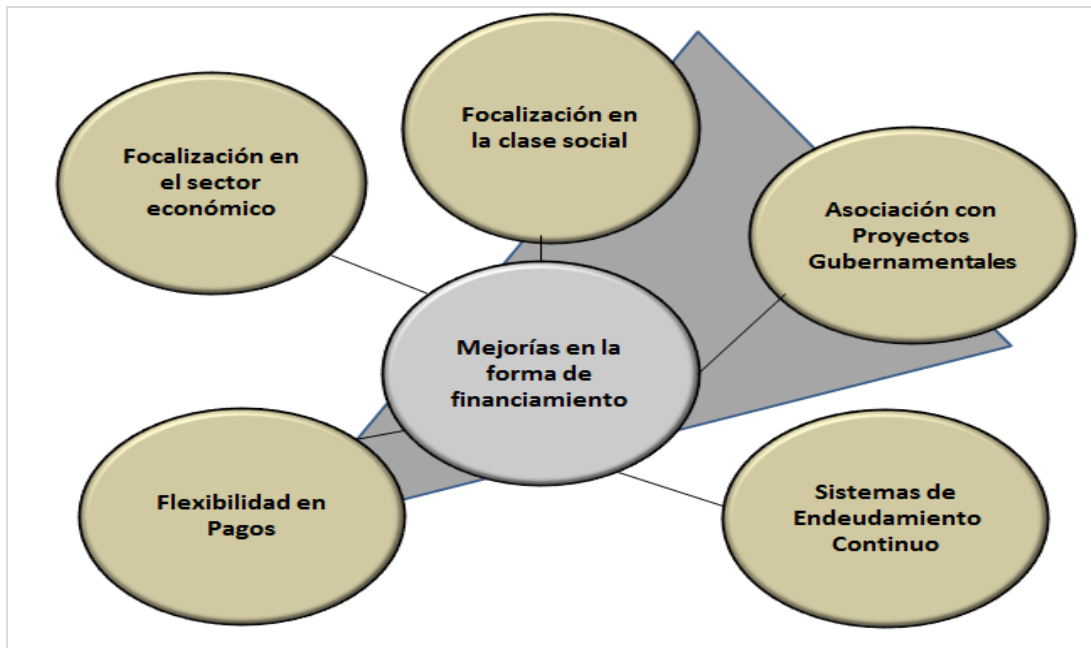 Focalización en
la clase social
Focalización en
el sector
económico
Asociación con
Proyectos
Gubernamentales
Mejorías en la
forma de
financiamiento
Flexibilidad en
Pagos
Sistemas de
Endeudamiento
Continuo